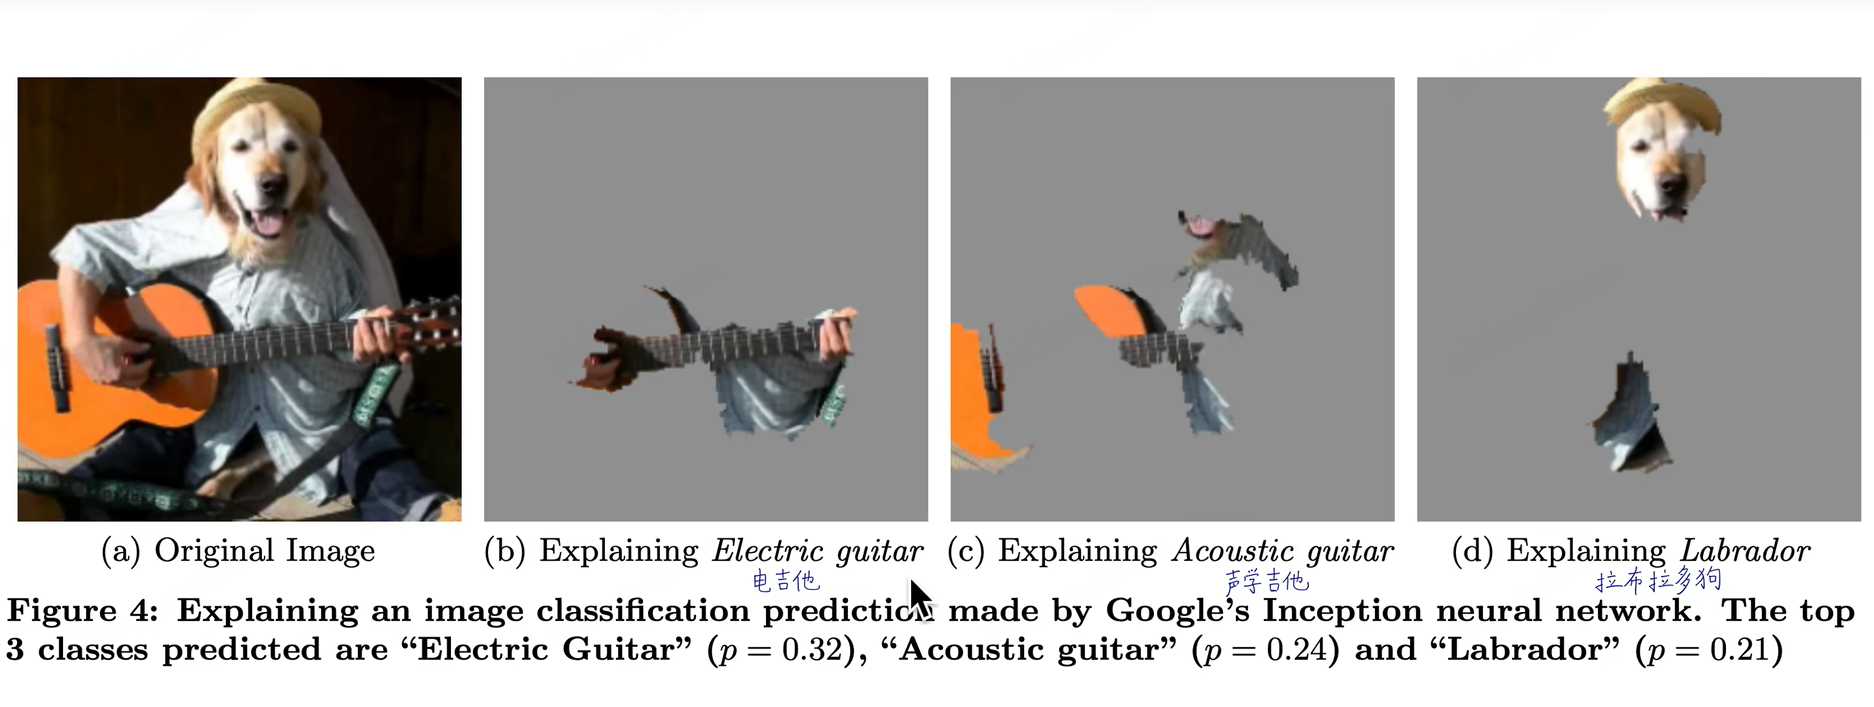 (a) Original Image
(b) Explaining Electric guitar
(c) Explaining Acoustic guitar
(d) Explaining Labrador
电吉他
声学吉他
拉布拉多狗
Figure 4: Explaining an image classification prediction made by Google's Inception neural network. The top
3 classes predicted are “Electric Guitar” (p = 0.32), “Acoustic guitar” (p = 0.24) and “Labrador” (p = 0.21)